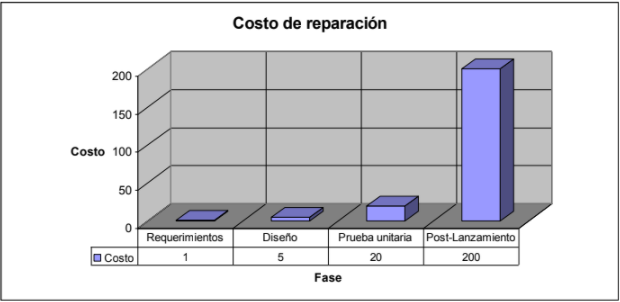 Costo de reparación
200
150
Costo 100
50
0
Requerimientos Diseño Prueba unitaria Post-Lanzamiento
Costo 1 5 20 200
Fase